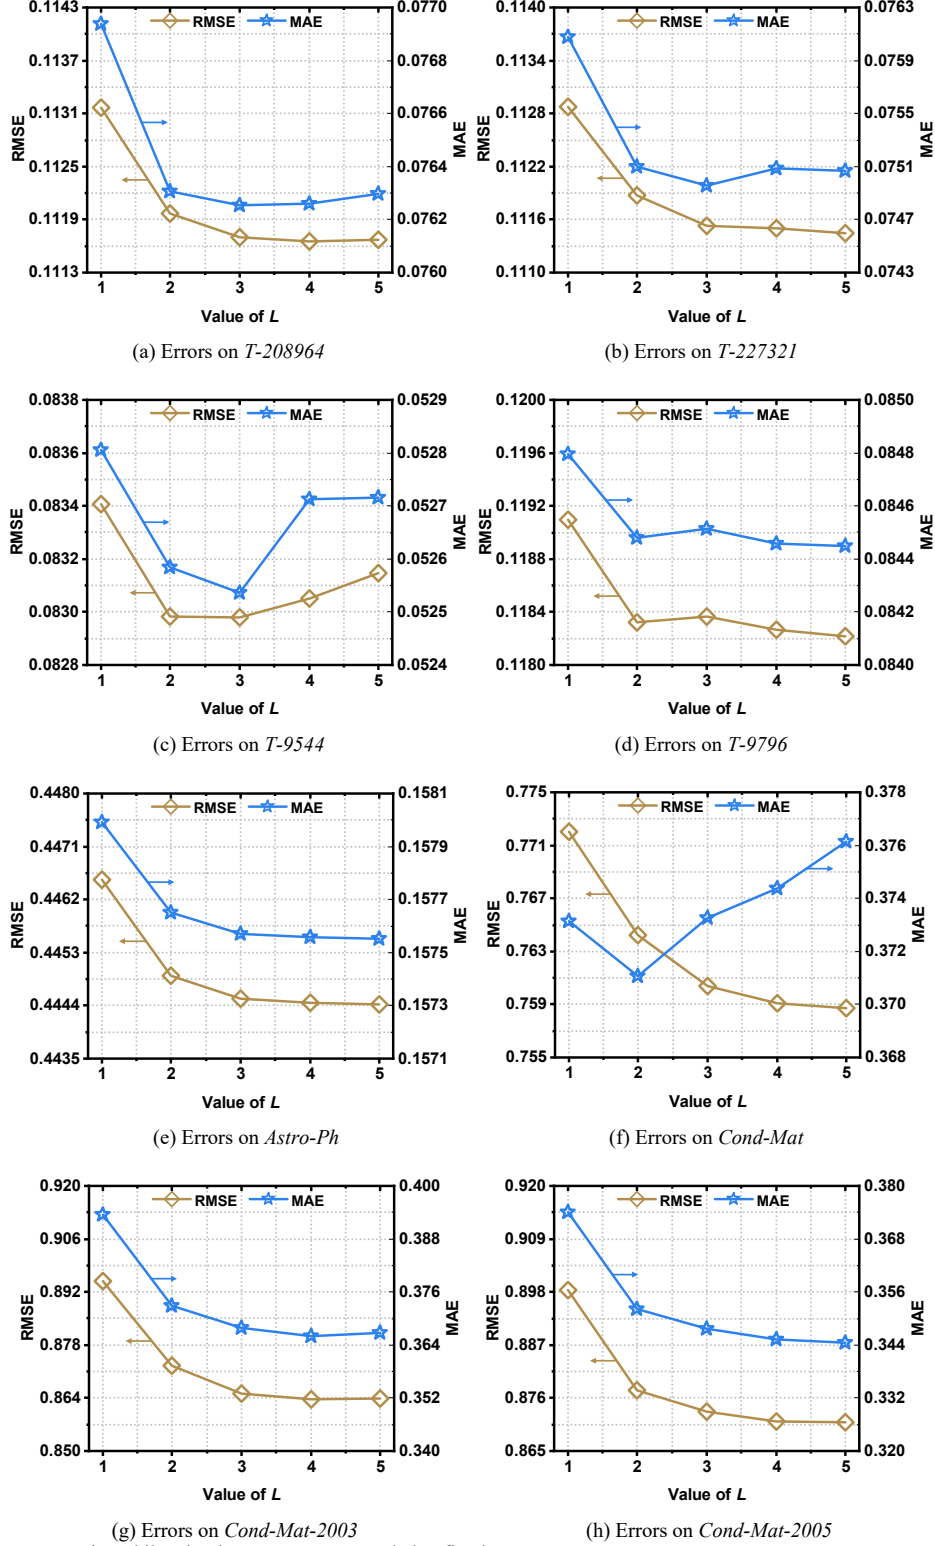 RMSE MAE
0.1143
0.1137
0.1131
0.1125
0.1119
0.1113
RMSE
0.0770
0.0768
0.0766
0.0764
0.0762
0.0760
MAE
1 2 3 4 5
Value of L
(a) Errors on T-208964
RMSE MAE
0.1140
0.1134
0.1128
0.1122
0.1116
0.1110
RMSE
0.0763
0.0759
0.0755
0.0751
0.0747
0.0743
MAE
1 2 3 4 5
Value of L
(b) Errors on T-227321
RMSE MAE
0.0838
0.0836
0.0834
0.0832
0.0830
0.0828
RMSE
0.0529
0.0528
0.0527
0.0526
0.0525
0.0524
MAE
1 2 3 4 5
Value of L
(c) Errors on T-9544
RMSE MAE
0.1200
0.1196
0.1192
0.1188
0.1184
0.1180
RMSE
0.0850
0.0848
0.0846
0.0844
0.0842
0.0840
MAE
1 2 3 4 5
Value of L
(d) Errors on T-9796
RMSE MAE
0.4480
0.4471
0.4462
0.4453
0.4444
0.4435
RMSE
0.1581
0.1579
0.1577
0.1575
0.1573
0.1571
MAE
1 2 3 4 5
Value of L
(e) Errors on Astro-Ph
RMSE MAE
0.775
0.771
0.767
0.763
0.759
0.755
RMSE
0.378
0.376
0.374
0.372
0.370
0.368
MAE
1 2 3 4 5
Value of L
(f) Errors on Cond-Mat
RMSE MAE
0.920
0.906
0.892
0.878
0.864
0.850
RMSE
0.400
0.388
0.376
0.364
0.352
0.340
MAE
1 2 3 4 5
Value of L
(g) Errors on Cond-Mat-2003
RMSE MAE
0.920
0.909
0.898
0.887
0.876
0.865
RMSE
0.380
0.368
0.356
0.344
0.332
0.320
MAE
1 2 3 4 5
Value of L
(h) Errors on Cond-Mat-2005